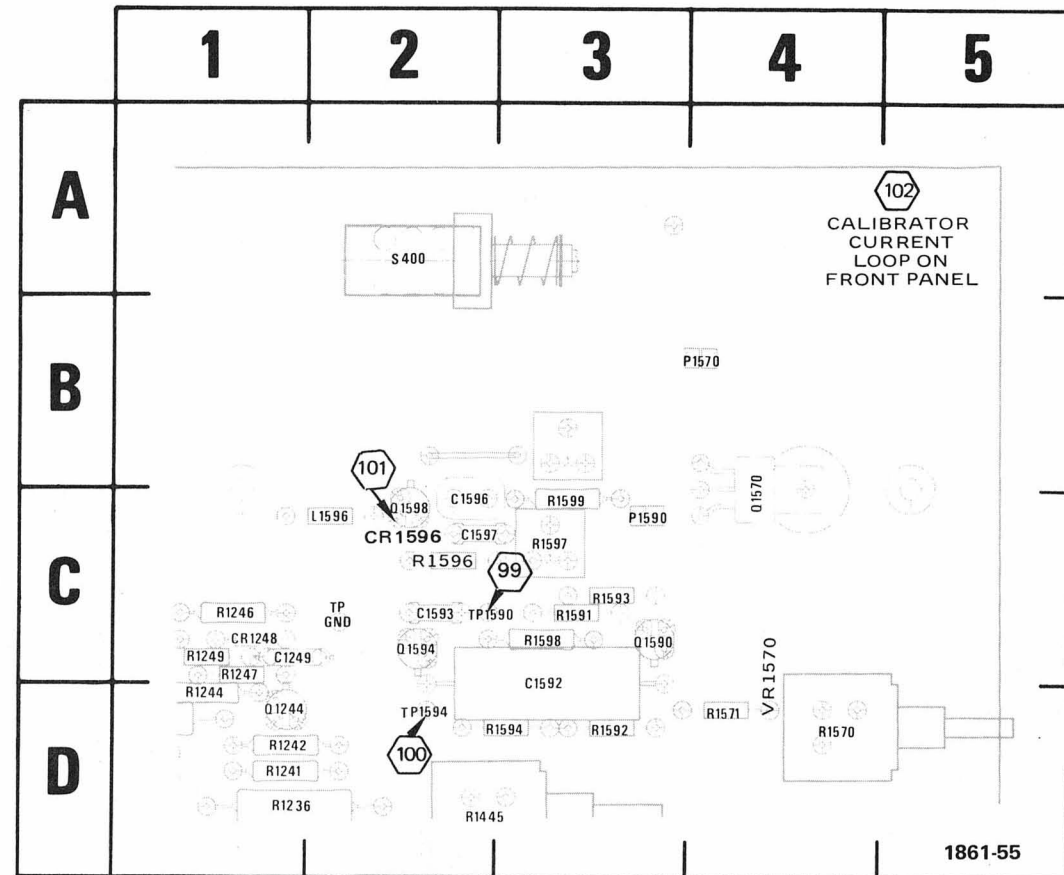 1 2 3 4 5
A
102
CALIBRATOR
CURRENT
LOOP ON
FRONT PANEL
S400
B
P1570
101
Q1598
C1596
R1599
Q1570
L1596
P1590
CR1596
C1597
R1597
R1596
99
C
R1593
R1246
TP
GND
C1593
TP1590
R1591
CR1248
Q1594
R1598
Q1590
R1249
C1249
R1247
C1592
VR1570
R1244
Q1244
TP1594
R1571
R1594
R1592
R1570
R1242
100
D
R1241
R1236
R1445
1861-55